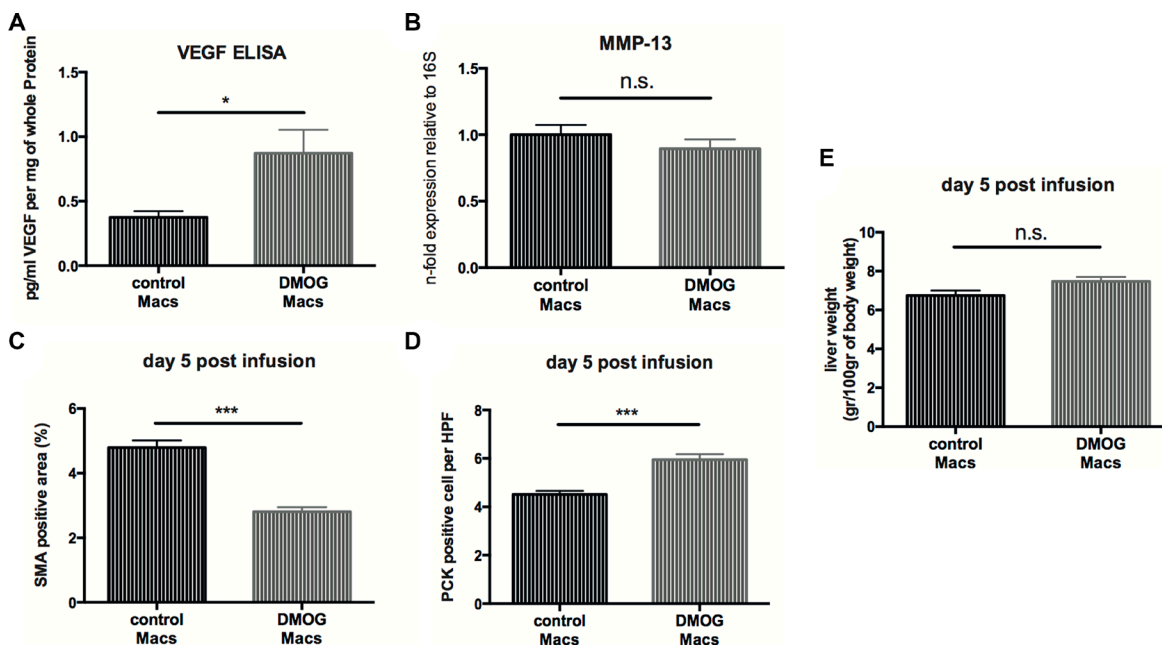 A
VEGF ELISA
pg/ml VEGF per mg of whole Protein
1.5
1.0
0.5
0.0
*
control
Macs
DMOG
Macs
B
MMP-13
n-fold expression relative to 16S
1.5
1.0
0.5
0.0
n.s.
control
Macs
DMOG
Macs
C
day 5 post infusion
SMA positive area (%)
6
4
2
0
***
control
Macs
DMOG
Macs
D
day 5 post infusion
PCK positive cell per HPF
8
6
4
2
0
***
control
Macs
DMOG
Macs
E
day 5 post infusion
liver weight
(gr/100gr of body weight)
10
8
6
4
2
0
n.s.
control
Macs
DMOG
Macs